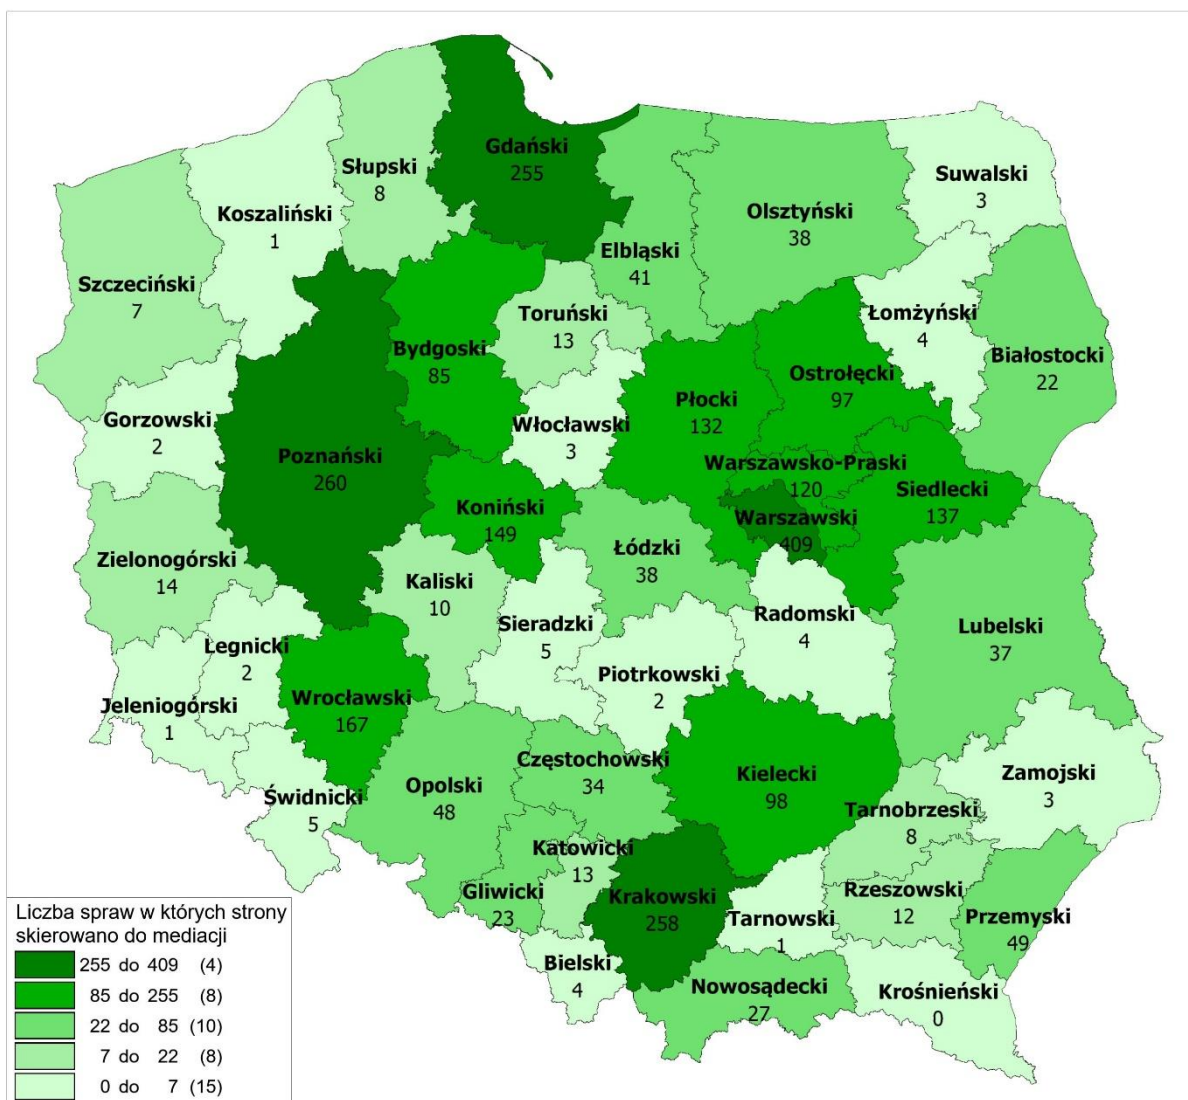 Gdański
255
Słupski
8
Suwalski
3
Koszaliński
1
Olsztyński
38
Elbląski
41
Szczeciński
7
Toruński
13
Łomżyński
4
Białostocki
22
Bydgoski
85
Ostrołęcki
97
Płocki
132
Gorzowski
2
Włocławski
3
Poznański
260
Warszawsko-Praski
120
Siedlecki
137
Koniński
149
Warszawski
409
Zielonogórski
14
Łódzki
38
Kaliski
10
Radomski
4
Sieradzki
5
Lubelski
37
Legnicki
2
Piotrkowski
2
Wrocławski
167
Jeleniogórski
1
Częstochowski
34
Kielecki
98
Zamojski
3
Opolski
48
Świdnicki
5
Tarnobrzeski
8
Katowicki
13
Gliwicki
23
Krakowski
258
Rzeszowski
12
Tarnowski
1
Przemyski
49
Bielski
4
Nowosądecki
27
Krośnieński
0
Liczba spraw w których strony
skierowano do mediacji
255 do 409 (4)
85 do 255 (8)
22 do 85 (10)
7 do 22 (8)
0 do 7 (15)